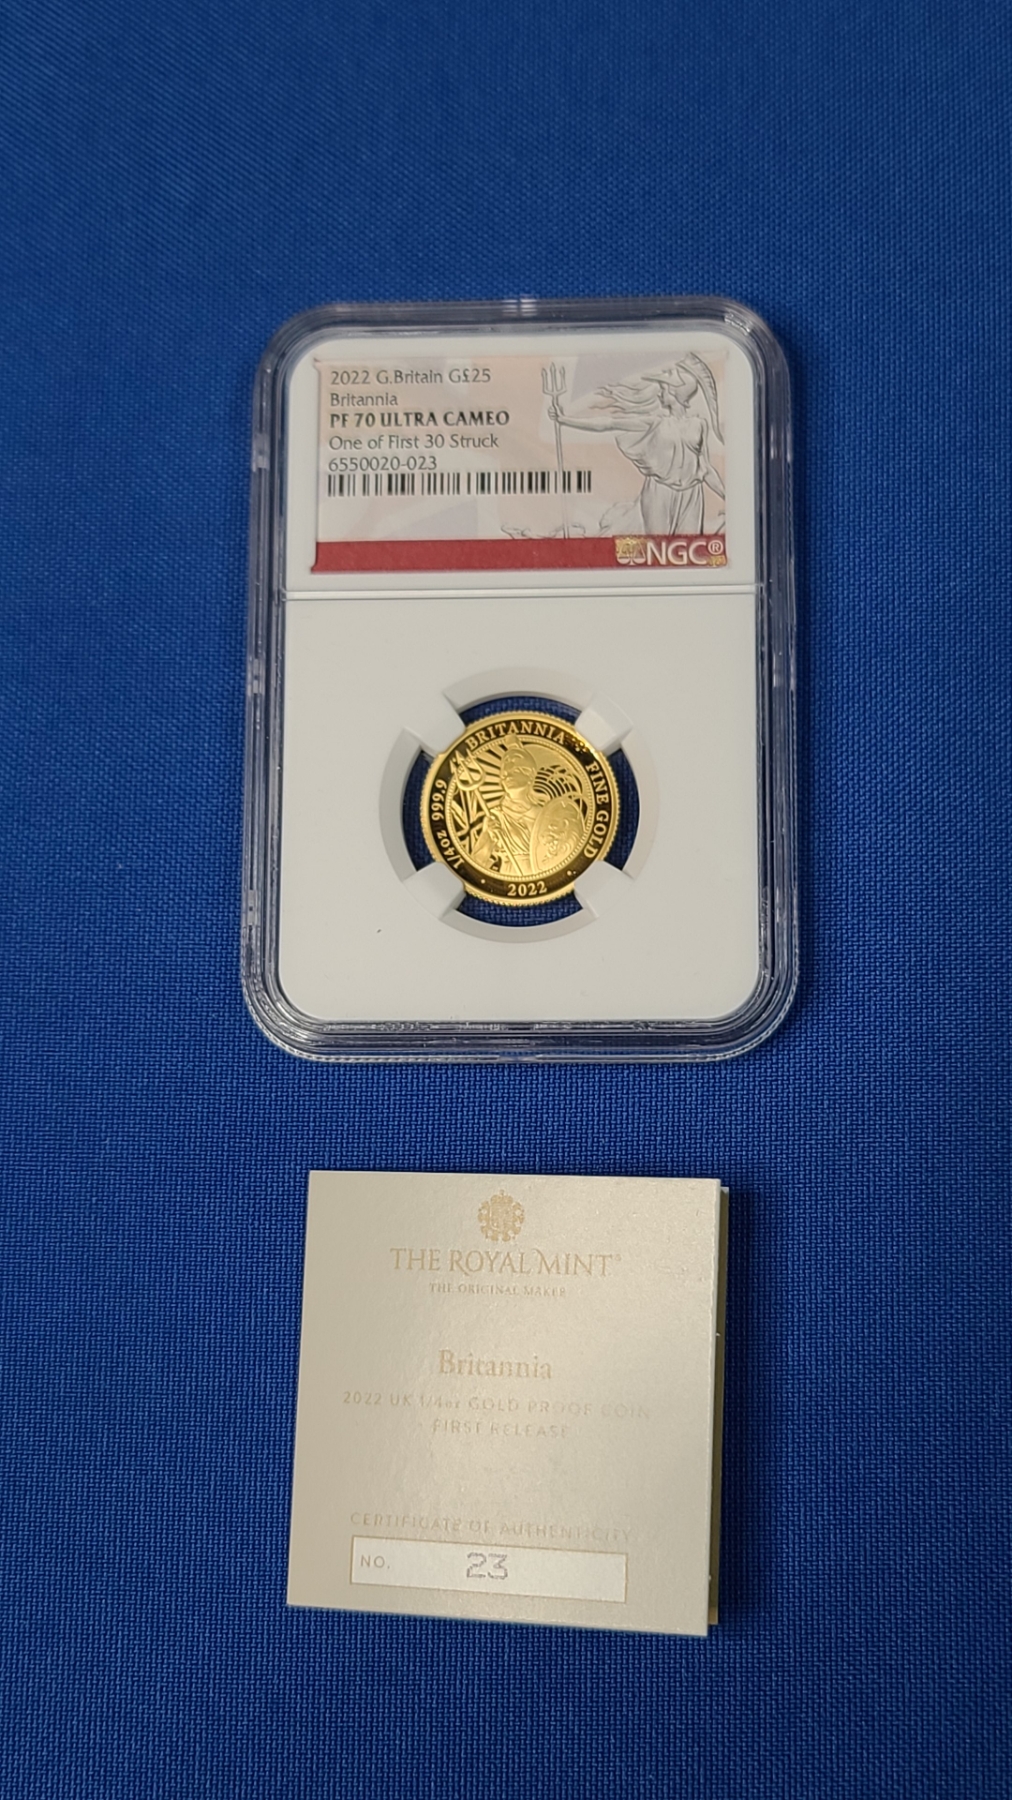 2022 G.Britain G£25
Britannia
PF 70 ULTRA CAMEO
One of First 30 Struck
6550020-023
NGC®
BRITANNIA
FINE GOLD
1/4oz 999.9
2022
THE ROYAL MINT®
THE ORIGINAL MAKER
Britannia
2022 UK 1/4oz GOLD PROOF COIN
FIRST RELEASE
CERTIFICATE OF AUTHENTICITY
NO. 23